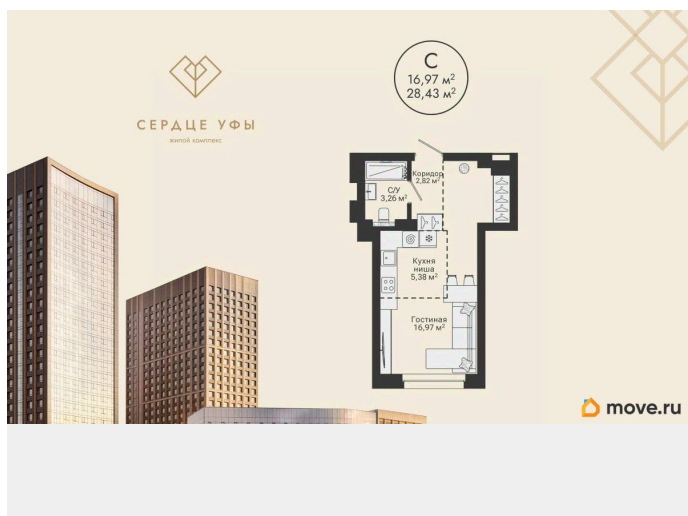 С
16,97 м²
28,43 м²
СЕРДЦЕ УФЫ
жилой комплекс
Коридор
2,82 м²
С/У
3,26 м²
Кухня
ниша
5,38 м²
Гостиная
16,97 м²
move.ru